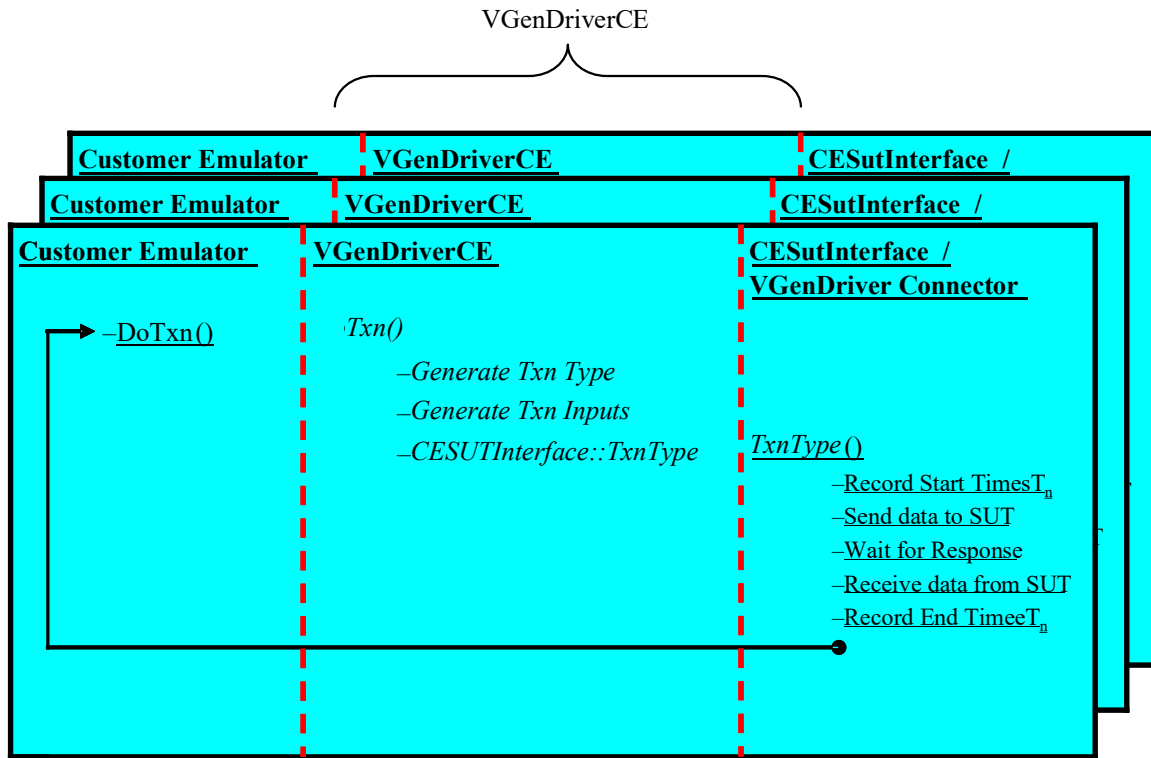 VGenDriverCE
Customer Emulator VGenDriverCE CESutInterface /
Customer Emulator VGenDriverCE CESutInterface /
Customer Emulator VGenDriverCE CESutInterface /
VGenDriver Connector
–DoTxn() Txn()
–Generate Txn Type
–Generate Txn Inputs
–CESUTInterface::TxnType TxnType()
–Record Start TimesTn
–Send data to SUT
–Wait for Response
–Receive data from SUT
–Record End TimeeTn